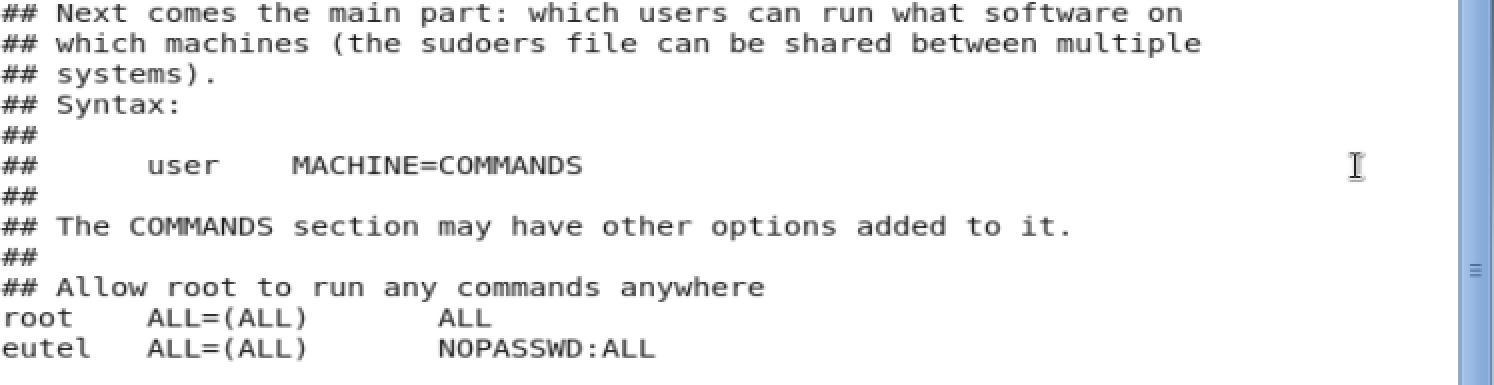 ## Next comes the main part: which users can run what software on
## which machines (the sudoers file can be shared between multiple
## systems).
## Syntax:
##
##      user    MACHINE=COMMANDS
##
## The COMMANDS section may have other options added to it.
##
## Allow root to run any commands anywhere
root    ALL=(ALL)       ALL
eutel   ALL=(ALL)       NOPASSWD:ALL